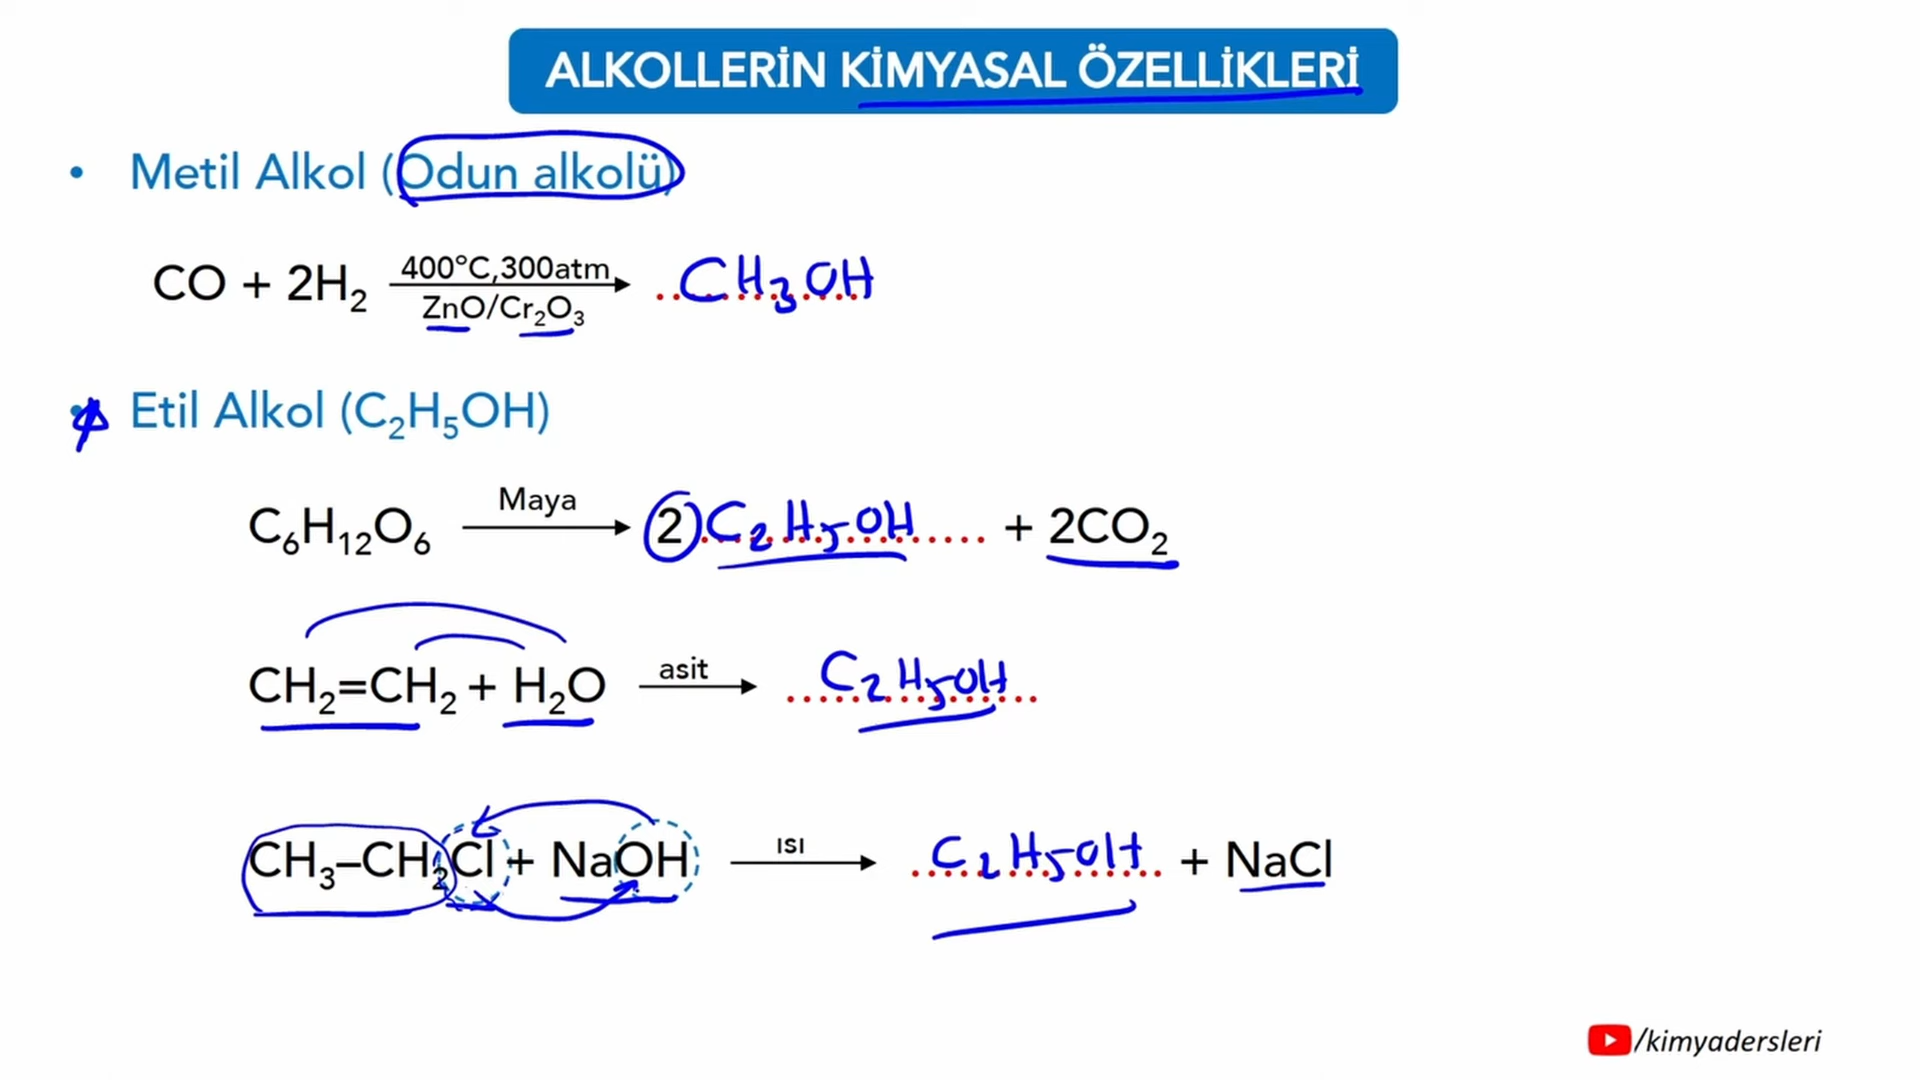 ALKOLLERİN KİMYASAL ÖZELLİKLERİ
• Metil Alkol (Odun alkolü)
CO + 2H₂ 400°C,300atm ZnO/Cr₂O₃ → CH₃OH
• Etil Alkol (C₂H₅OH)
C₆H₁₂O₆ Maya → 2 C₂H₅OH + 2CO₂
CH₂=CH₂ + H₂O asit → C₂H₅OH
CH₃–CH₂Cl + NaOH ısı → C₂H₅OH + NaCl
/kimyadersleri